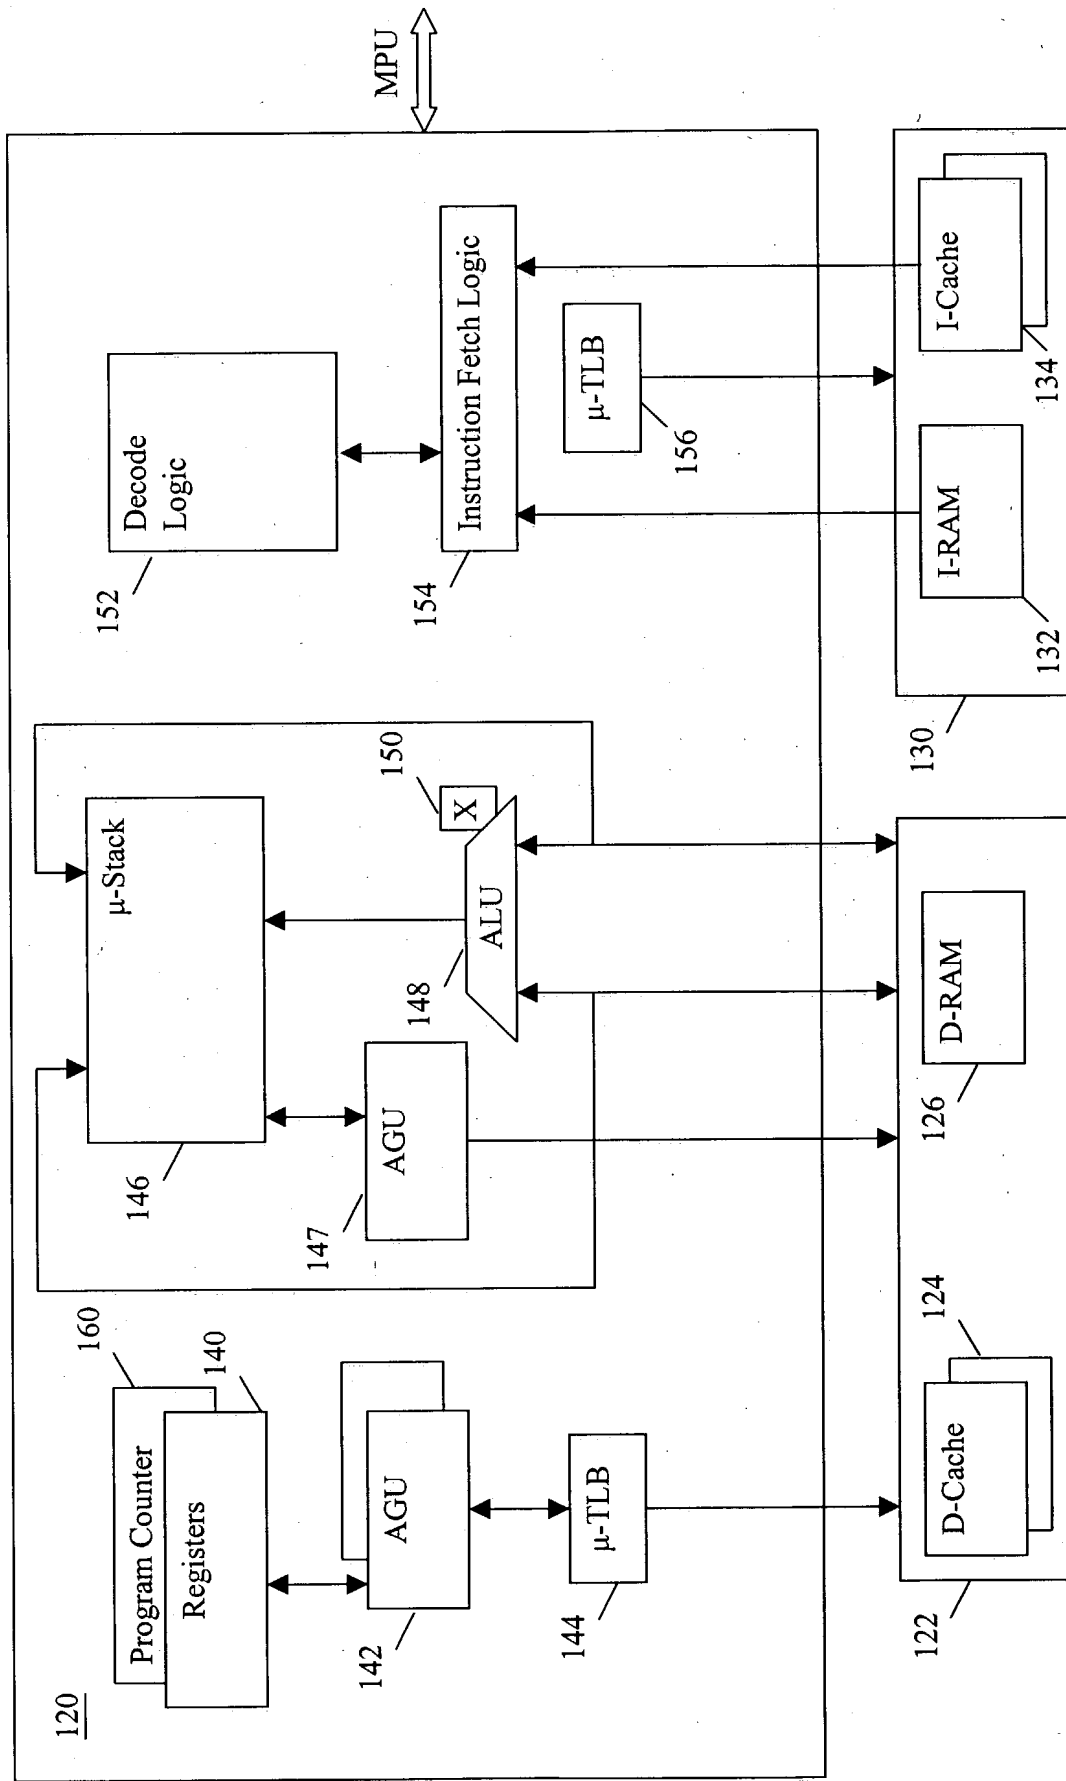 120
Program Counter
160
Registers
140
AGU
142
μ-TLB
144
μ-Stack
146
AGU
147
ALU
148
X
150
Decode
Logic
152
Instruction Fetch Logic
154
μ-TLB
156
MPU
D-Cache
124
122
D-RAM
126
130
I-RAM
132
I-Cache
134